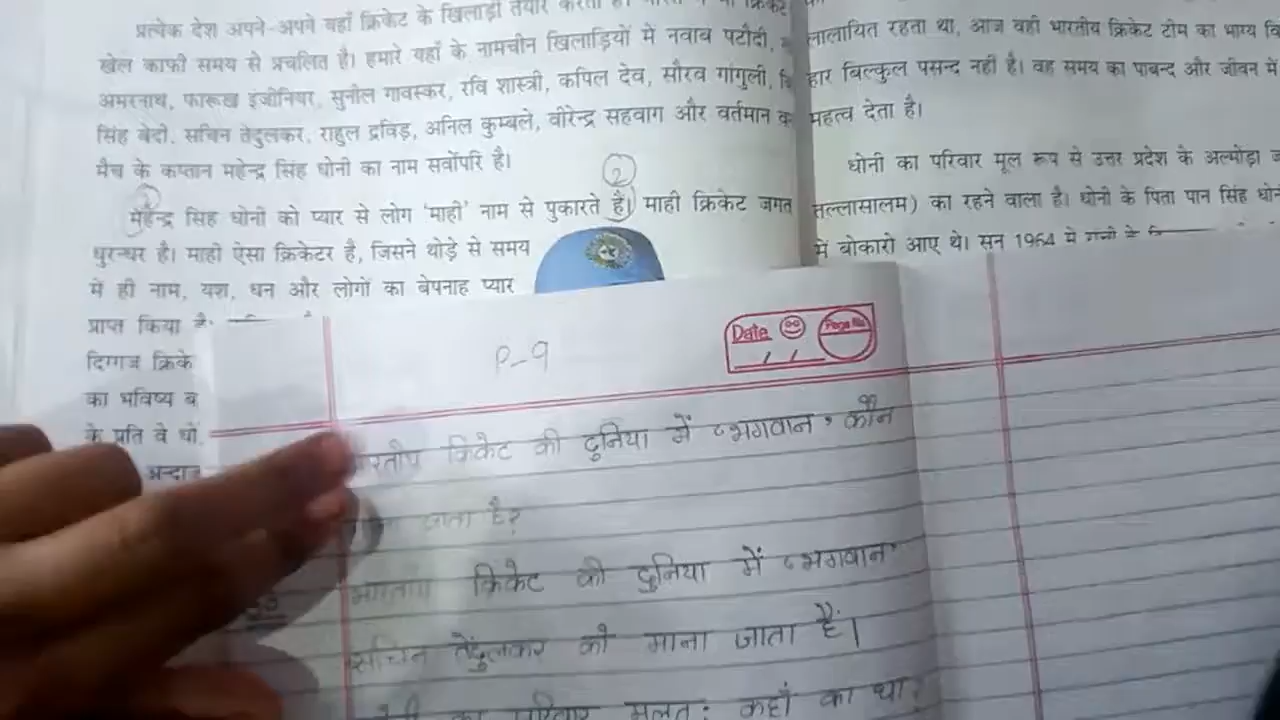 प्रत्येक देश अपने-अपने यहाँ क्रिकेट के खिलाड़ी तैयार करता
खेल काफी समय से प्रचलित है। हमारे यहाँ के नामचीन खिलाड़ियों में नवाब पटौदी,
अमरनाथ, फारूख इंजीनियर, सुनील गावस्कर, रवि शास्त्री, कपिल देव, सौरव गांगुली,
सिंह बेदी, सचिन तेंदुलकर, राहुल द्रविड़, अनिल कुम्बले, वीरेन्द्र सहवाग और वर्तमान
मैच के कप्तान महेन्द्र सिंह धोनी का नाम सर्वोपरि है।
2
महेन्द्र सिंह धोनी को प्यार से लोग 'माही' नाम से पुकारते हैं। माही क्रिकेट जगत
धुरन्धर है। माही ऐसा क्रिकेटर है, जिसने थोड़े से समय
में ही नाम, यश, धन और लोगों का बेपनाह प्यार
प्राप्त किया
दिग्गज क्रिके
का भविष्य ब
के प्रति वे धो
लालायित रहता था, आज वही भारतीय क्रिकेट टीम का भाग्य
हार बिल्कुल पसन्द नहीं है। वह समय का पाबन्द और जीवन में
महत्व देता है।
धोनी का परिवार मूल रूप से उत्तर प्रदेश के अल्मोड़ा
तल्लासालम) का रहने वाला है। धोनी के पिता पान सिंह
में बोकारो आए थे। सन् 1964 में
P-9
Date
Page No.
क्रिकेट की दुनिया में "भगवान" कौन
जाता है?
क्रिकेट की दुनिया में "भगवान"
सचिन तेंदुलकर को माना जाता हैं।
का परिवार मूलत: कहाँ का था?